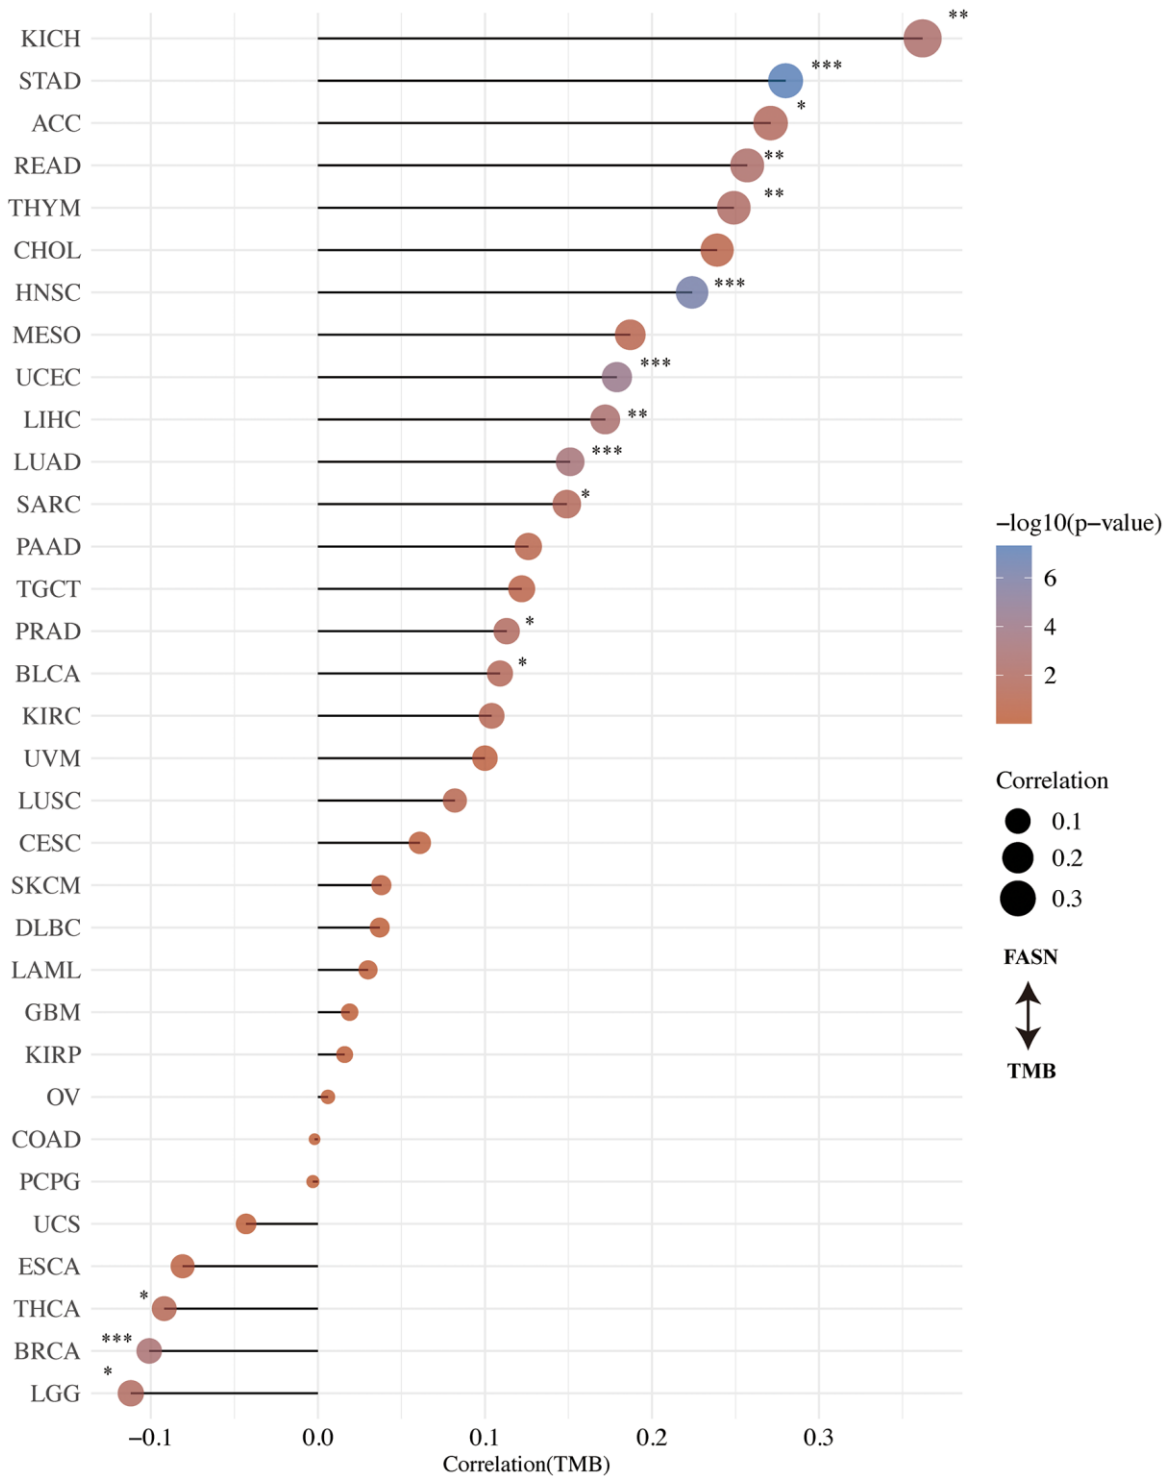 KICH **
STAD ***
ACC *
READ **
THYM **
CHOL
HNSC ***
MESO
UCEC ***
LIHC **
LUAD ***
SARC *
PAAD
TGCT
PRAD *
BLCA *
KIRC
UVM
LUSC
CESC
SKCM
DLBC
LAML
GBM
KIRP
OV
COAD
PCPG
UCS
ESCA
THCA *
BRCA ***
LGG *
−0.1 0.0 0.1 0.2 0.3
Correlation(TMB)
−log10(p−value)
6
4
2
Correlation
0.1
0.2
0.3
FASN
TMB